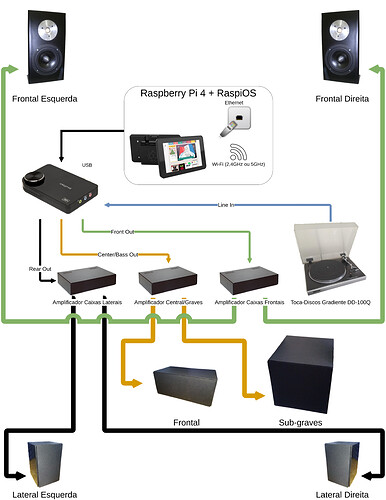 Frontal Esquerda
Frontal Direita
Raspberry Pi 4 + RaspiOS
Ethernet
Wi-Fi (2.4GHz ou 5GHz)
USB
Line In
Front Out
Center/Bass Out
Rear Out
Amplificador Caixas Laterais
Amplificador Central/Graves
Amplificador Caixas Frontais
Toca-Discos Gradiente DD-100Q
Frontal
Sub-graves
Lateral Esquerda
Lateral Direita